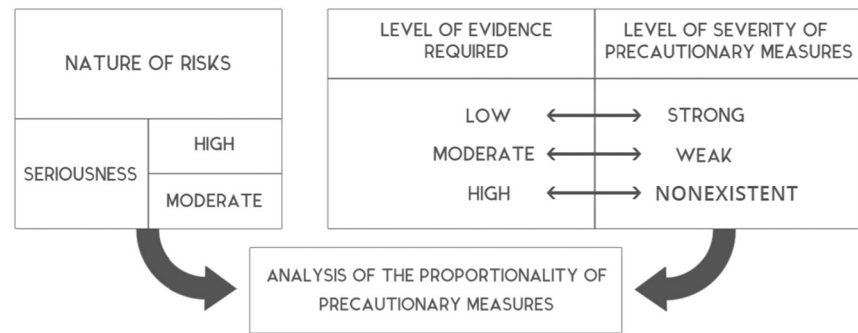 NATURE OF RISKS
SERIOUSNESS
HIGH
MODERATE
LEVEL OF EVIDENCE
REQUIRED
LEVEL OF SEVERITY OF
PRECAUTIONARY MEASURES
LOW
STRONG
MODERATE
WEAK
HIGH
NONEXISTENT
ANALYSIS OF THE PROPORTIONALITY OF
PRECAUTIONARY MEASURES